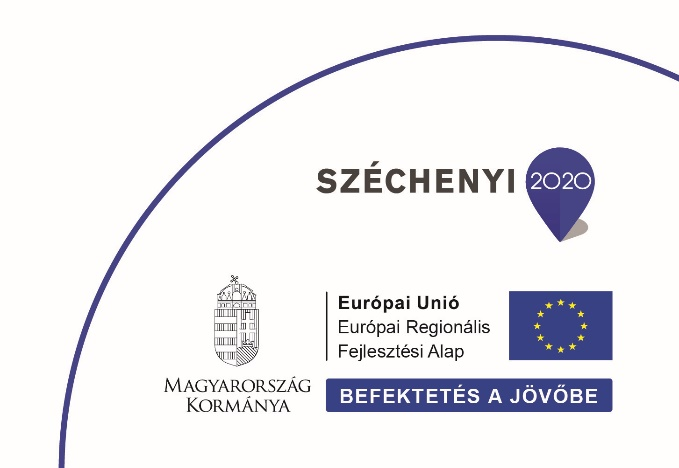 SZÉCHENYI 2020
Európai Unió
Európai Regionális
Fejlesztési Alap
MAGYARORSZÁG
KORMÁNYA
BEFEKTETÉS A JÖVŐBE